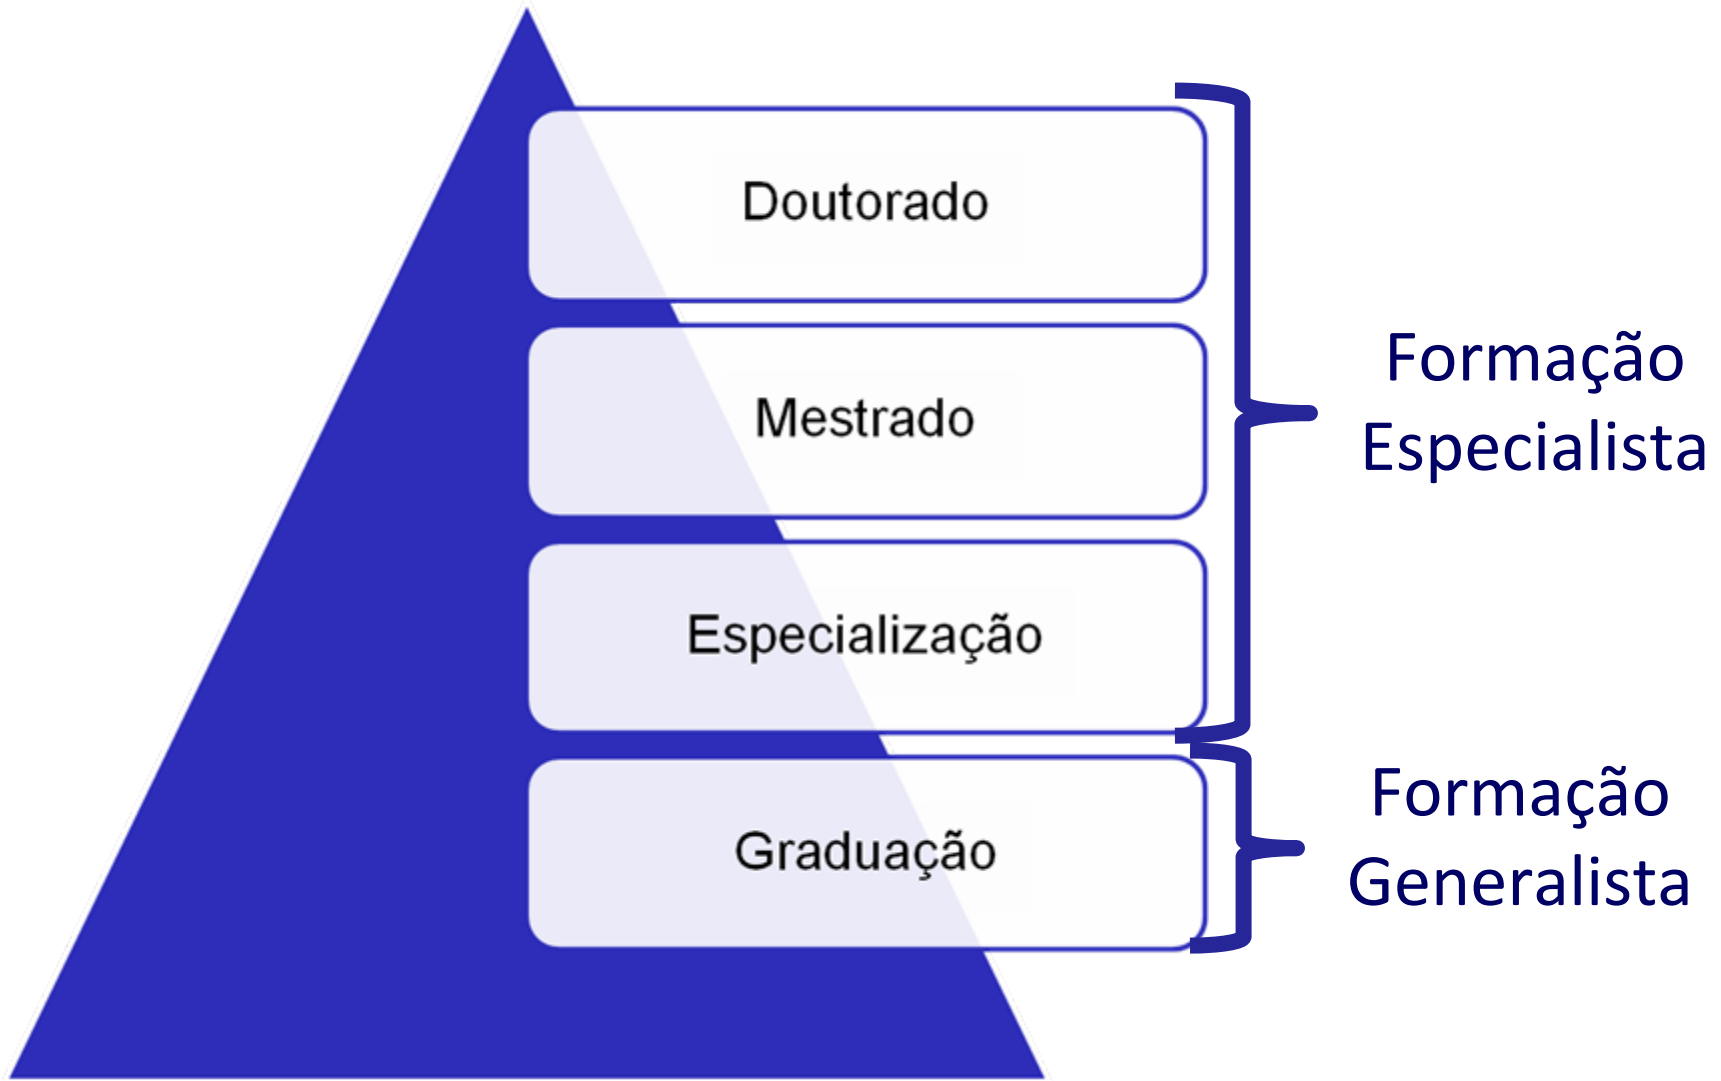 Doutorado
Mestrado
Especialização
Graduação
Formação
Especialista
Formação
Generalista